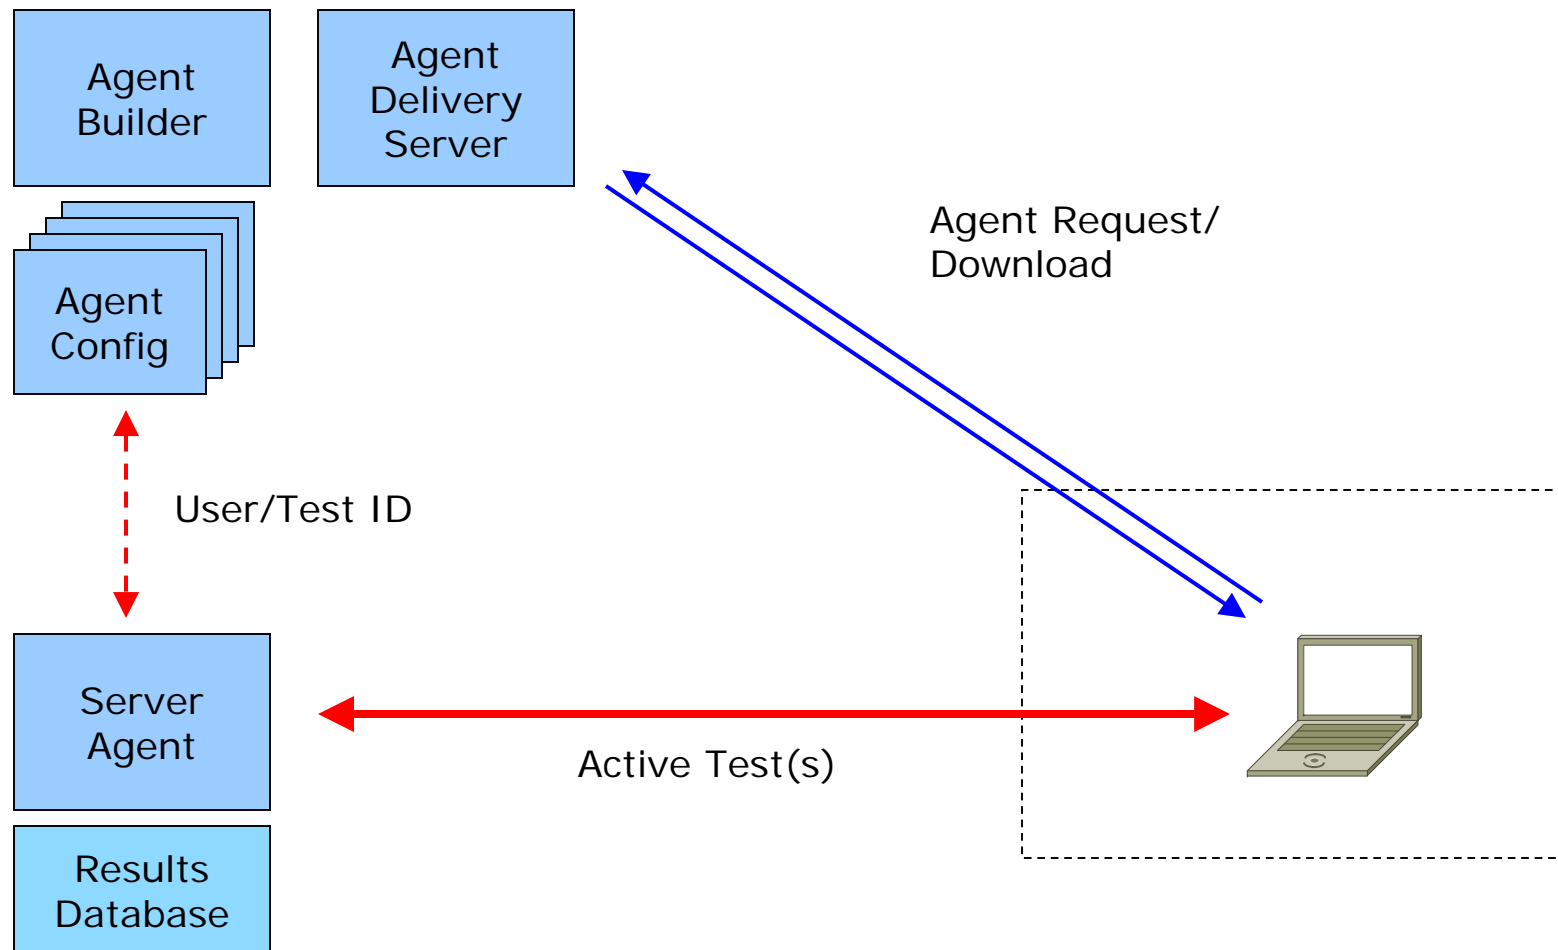 Agent
Builder
Agent
Delivery
Server
Agent Request/
Download
Agent
Config
User/Test ID
Server
Agent
Active Test(s)
Results
Database